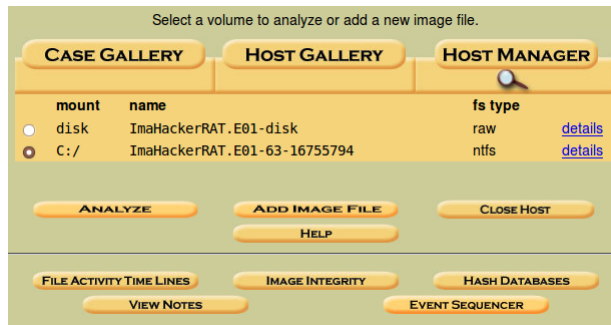 Select a volume to analyze or add a new image file.
CASE GALLERY HOST GALLERY HOST MANAGER
mount name fs type
disk ImaHackerRAT.E01-disk raw details
C:/ ImaHackerRAT.E01-63-16755794 ntfs details
ANALYZE ADD IMAGE FILE CLOSE HOST
HELP
FILE ACTIVITY TIME LINES IMAGE INTEGRITY HASH DATABASES
VIEW NOTES EVENT SEQUENCER